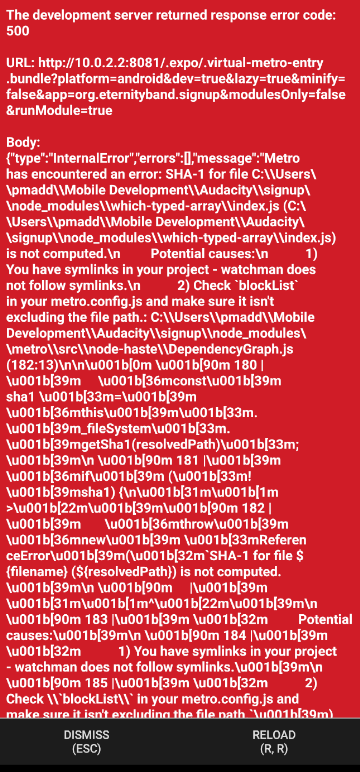 The development server returned response error code:
500
URL: http://10.0.2.2:8081/.expo/.virtual-metro-entry
.bundle?platform=android&dev=true&lazy=true&minify=
false&app=org.eternityband.signup&modulesOnly=false
&runModule=true
Body:
{"type":"InternalError","errors":[],"message":"Metro
has encountered an error: SHA-1 for file C:\\Users\
\pmadd\\Mobile Development\\Audacity\\signup\
\node_modules\\which-typed-array\\index.js (C:\
\Users\\pmadd\\Mobile Development\\Audacity\
\signup\\node_modules\\which-typed-array\\index.js)
is not computed.\n Potential causes:\n 1)
You have symlinks in your project - watchman does
not follow symlinks.\n 2) Check `blockList`
in your metro.config.js and make sure it isn't
excluding the file path.: C:\\Users\\pmadd\\Mobile
Development\\Audacity\\signup\\node_modules\
\metro\\src\\node-haste\\DependencyGraph.js
(182:13)\n\n\u001b[0m \u001b[90m 180 |
\u001b[39m \u001b[36mconst\u001b[39m
sha1 \u001b[33m=\u001b[39m
\u001b[36mthis\u001b[39m\u001b[33m.
\u001b[39m_fileSystem\u001b[33m.
\u001b[39mgetSha1(resolvedPath)\u001b[33m;
\u001b[39m\n \u001b[90m 181 |\u001b[39m
\u001b[36mif\u001b[39m (\u001b[33m!
\u001b[39msha1) {\n\u001b[31m\u001b[1m
>\u001b[22m\u001b[39m\u001b[90m 182 |
\u001b[39m \u001b[36mthrow\u001b[39m
\u001b[36mnew\u001b[39m \u001b[33mReferen
ceError\u001b[39m(\u001b[32m`SHA-1 for file $
{filename} (${resolvedPath}) is not computed.
\u001b[39m\n \u001b[90m |\u001b[39m
\u001b[31m\u001b[1m^\u001b[22m\u001b[39m\n
\u001b[90m 183 |\u001b[39m \u001b[32m Potential
causes:\u001b[39m\n \u001b[90m 184 |\u001b[39m
\u001b[32m 1) You have symlinks in your project
- watchman does not follow symlinks.\u001b[39m\n
\u001b[90m 185 |\u001b[39m \u001b[32m 2)
Check \\`blockList\\` in your metro.config.js and
make sure it isn't excluding the file path.`\u001b[39m)
DISMISS
(ESC)
RELOAD
(R, R)